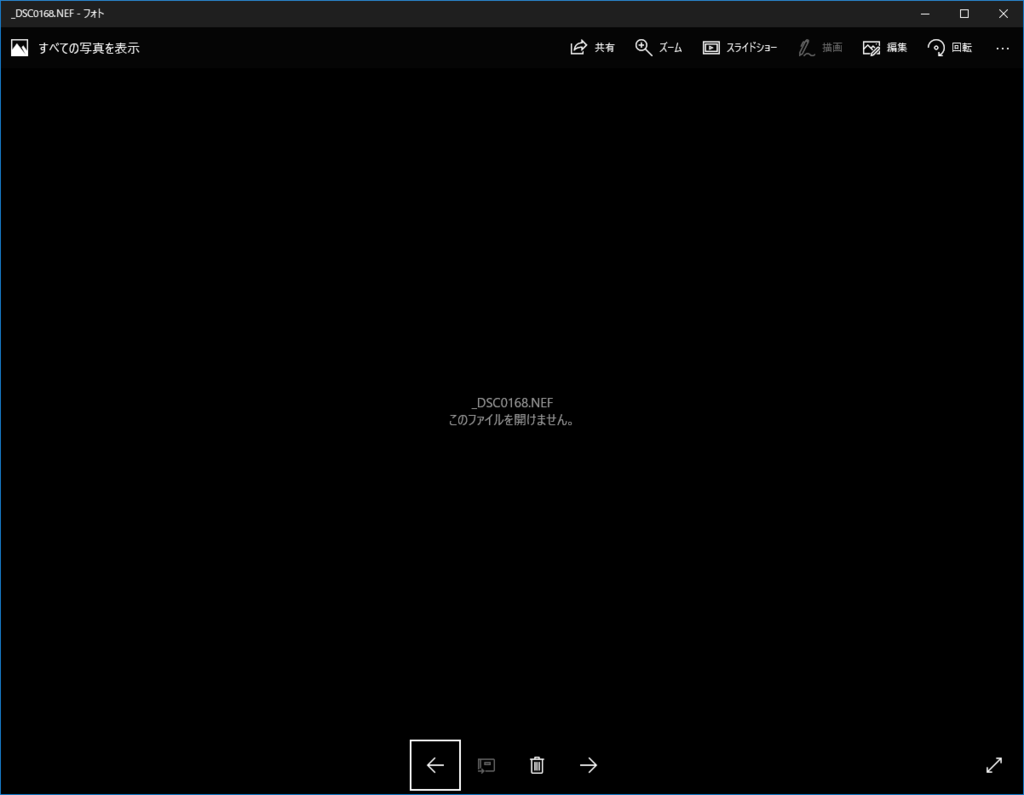 _DSC0168.NEF - フォト
すべての写真を表示
共有
ズーム
スライドショー
描画
編集
回転
_DSC0168.NEF
このファイルを開けません。